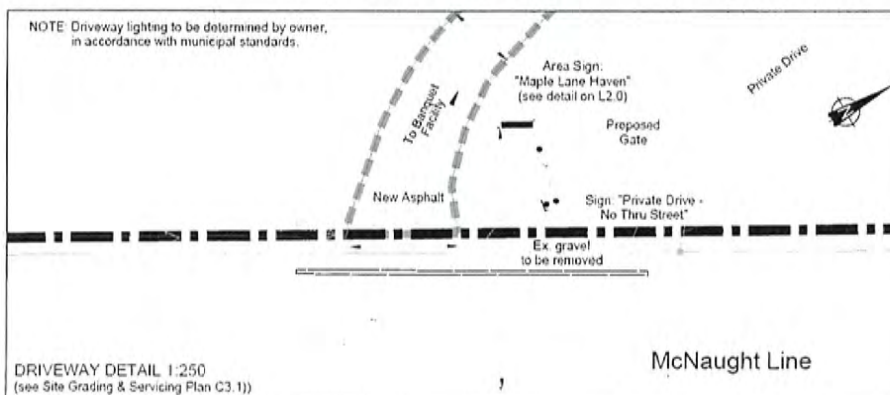 NOTE: Driveway lighting to be determined by owner,
in accordance with municipal standards.
Area Sign:
"Maple Lane Haven"
(see detail on L2.0)
Private Drive
To Banquet
Facility
Proposed
Gate
New Asphalt
Sign: "Private Drive -
No Thru Street"
Ex. gravel
to be removed
McNaught Line
DRIVEWAY DETAIL 1:250
(see Site Grading & Servicing Plan C3.1))